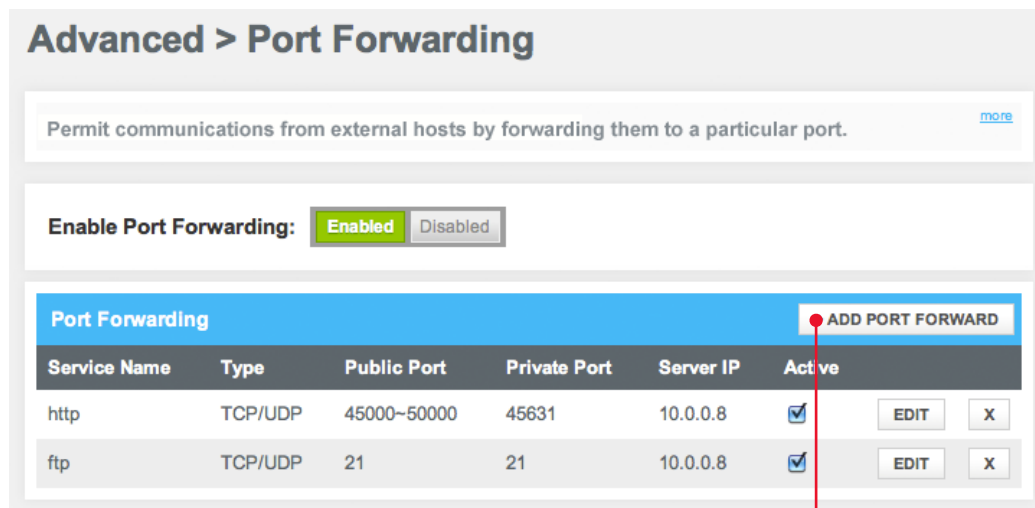 Advanced > Port Forwarding
Permit communications from external hosts by forwarding them to a particular port. more
Enable Port Forwarding: Enabled Disabled
Port Forwarding ADD PORT FORWARD
Service Name Type Public Port Private Port Server IP Active
http TCP/UDP 45000~50000 45631 10.0.0.8 EDIT X
ftp TCP/UDP 21 21 10.0.0.8 EDIT X